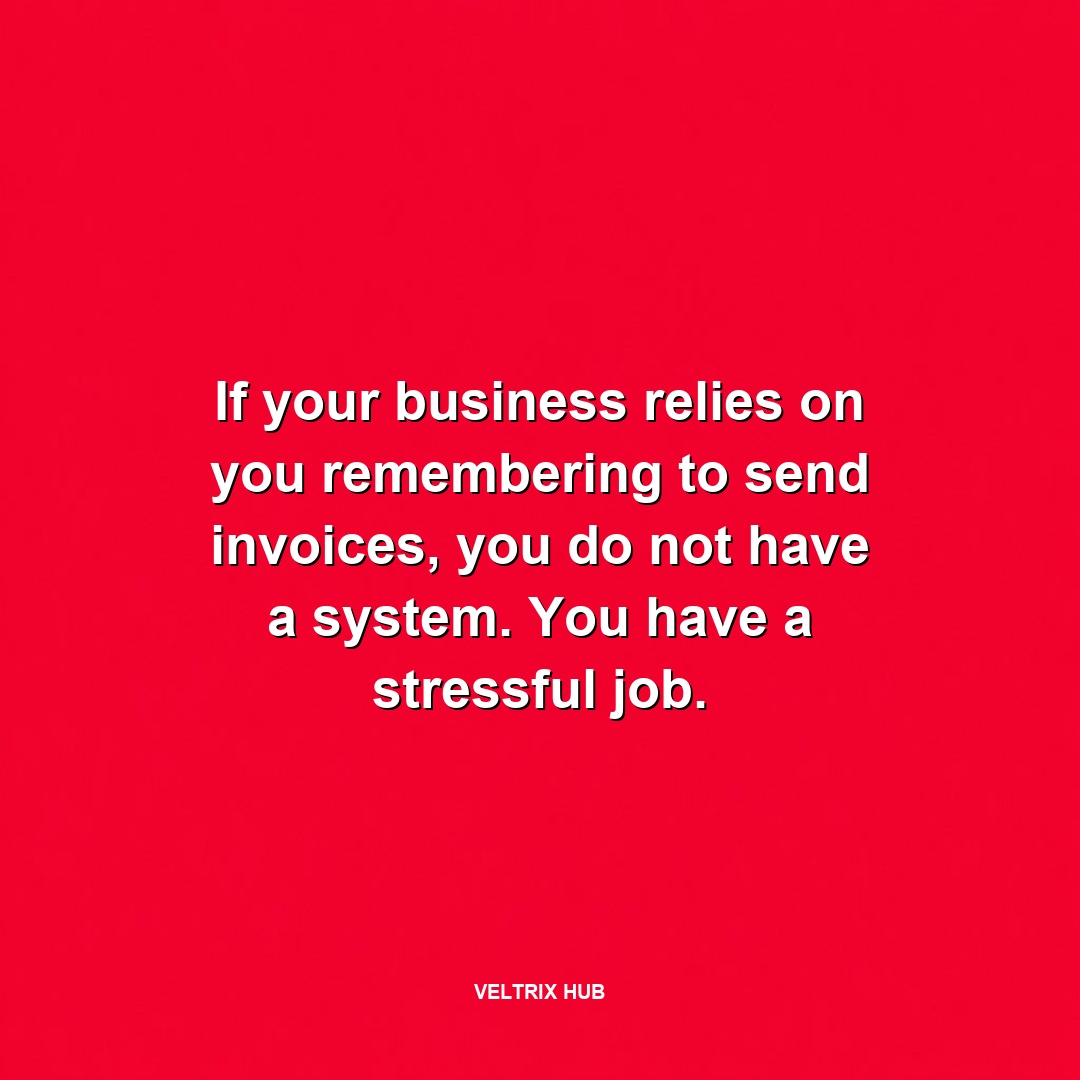 If your business relies on
you remembering to send
invoices, you do not have
a system. You have a
stressful job.
VELTRIX HUB